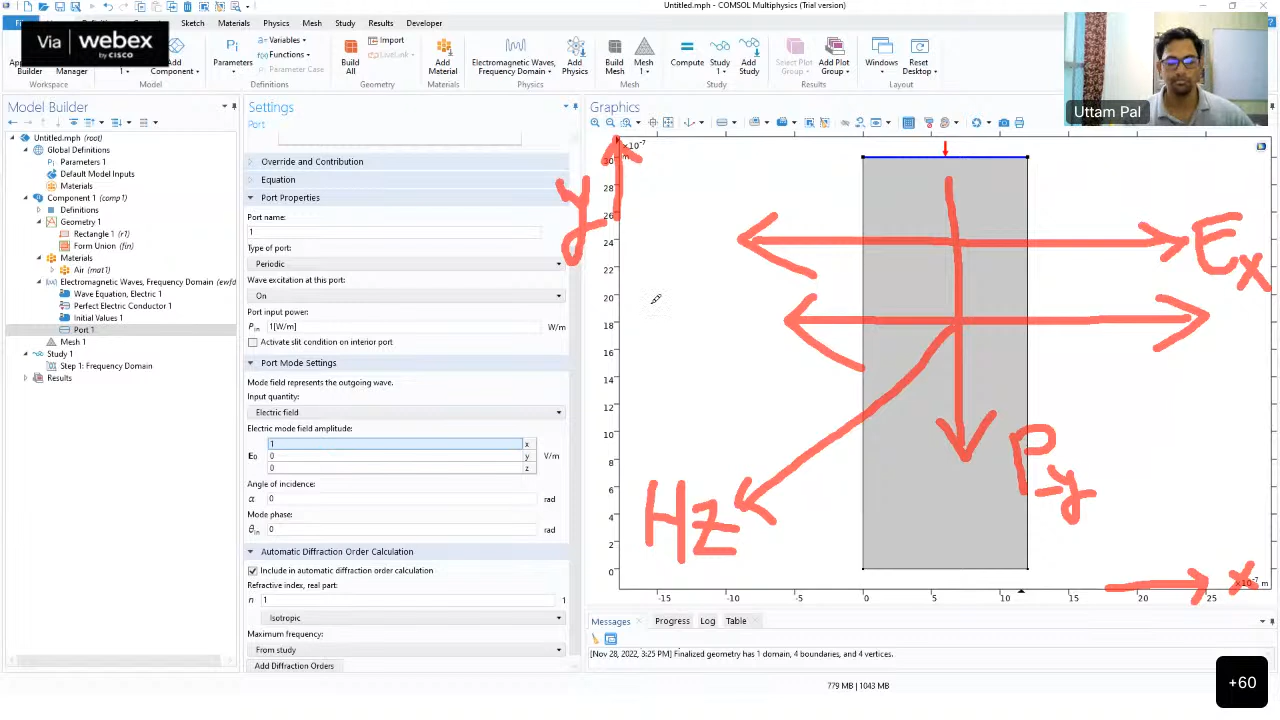 Untitled.mph - COMSOL Multiphysics (Trial version)
Sketch Materials Physics Mesh Study Results Developer
Via webex by CISCO
Builder Manager
Add Component
1
Parameters
1
Variables
Functions
Parameter Case
Build All
Import
LiveLink
Add Material
Electromagnetic Waves, Frequency Domain
Add Physics
Build Mesh
Mesh 1
Compute
Study 1
Add Study
Select Plot Group
Add Plot Group
Windows
Reset Desktop
Workspace Model Definitions Geometry Materials Physics Mesh Study Results Layout
Uttam Pal
Model Builder
Untitled.mph (root)
Global Definitions
Parameters 1
Default Model Inputs
Materials
Component 1 (comp1)
Definitions
Geometry 1
Rectangle 1 (r1)
Form Union (fin)
Materials
Air (mat1)
Electromagnetic Waves, Frequency Domain (ewfd
Wave Equation, Electric 1
Perfect Electric Conductor 1
Initial Values 1
Port 1
Mesh 1
Study 1
Step 1: Frequency Domain
Results
Settings
Port
Override and Contribution
Equation
Port Properties
Port name:
1
Type of port:
Periodic
Wave excitation at this port:
On
Port input power:
Pin 1[W/m] W/m
Activate slit condition on interior port
Port Mode Settings
Mode field represents the outgoing wave.
Input quantity:
Electric field
Electric mode field amplitude:
1 x
E0 0 y V/m
0 z
Angle of incidence:
α 0 rad
Mode phase:
θin 0 rad
Automatic Diffraction Order Calculation
Include in automatic diffraction order calculation
Refractive index, real part:
n 1 1
Isotropic
Maximum frequency:
From study
Add Diffraction Orders
Graphics
×10⁻⁷
m
30
28
26
24
22
20
18
16
14
12
10
8
6
4
2
0
-15 -10 -5 0 5 10 15 20 25
×10⁻⁷ m
y
Ex
Hz
Py
x
Messages Progress Log Table
[Nov 28, 2022, 3:25 PM] Finalized geometry has 1 domain, 4 boundaries, and 4 vertices.
779 MB | 1043 MB
+60